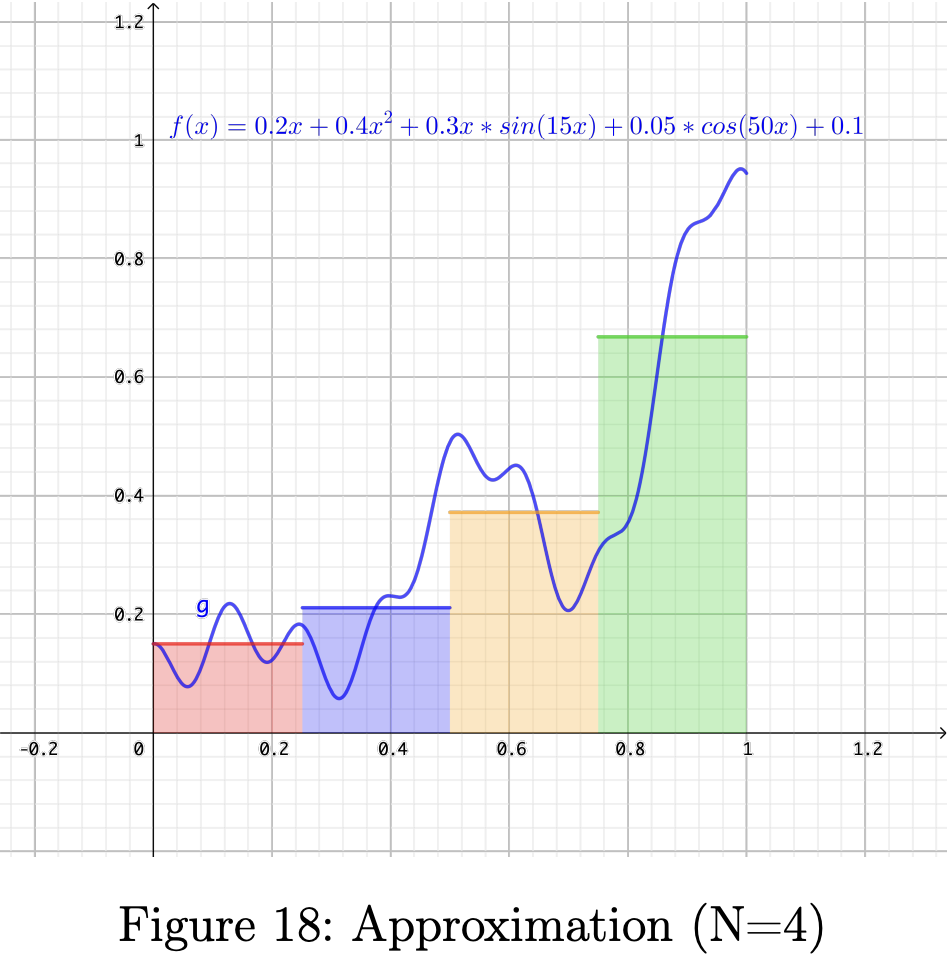 1.2
f(x) = 0.2x + 0.4x² + 0.3x * sin(15x) + 0.05 * cos(50x) + 0.1
1
0.8
0.6
0.4
g
0.2
-0.2 0 0.2 0.4 0.6 0.8 1 1.2
Figure 18: Approximation (N=4)